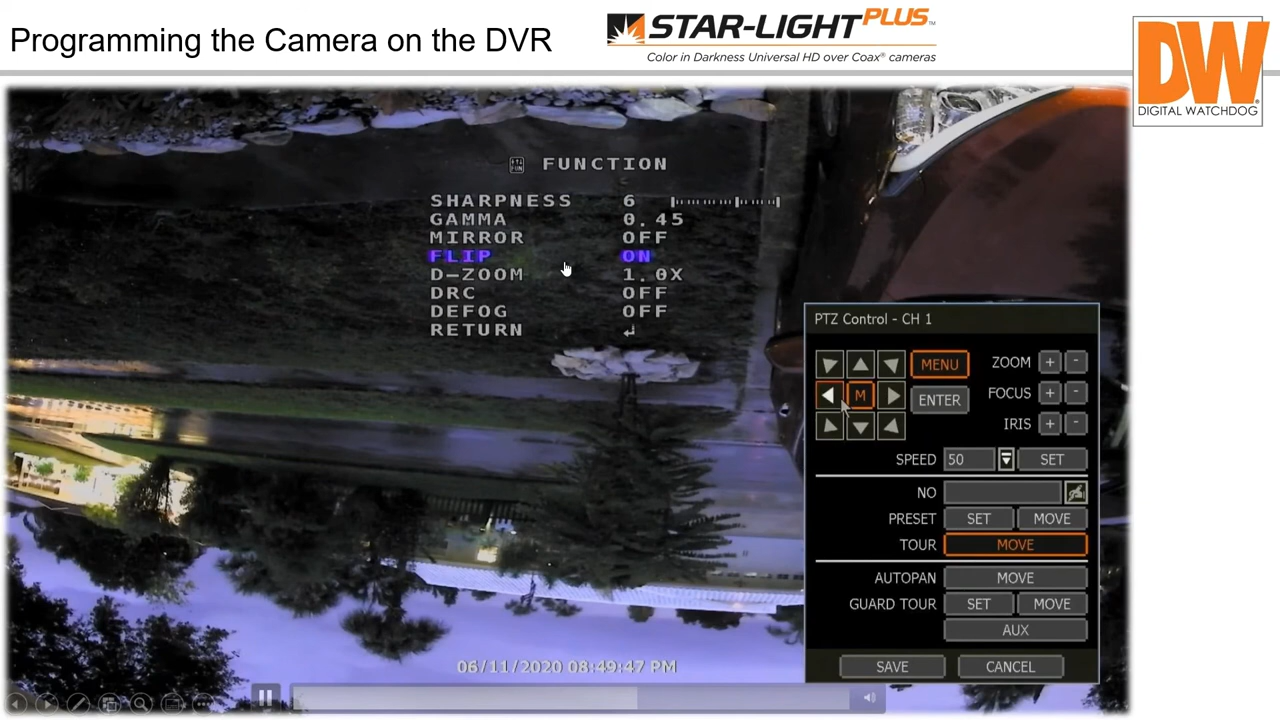 Programming the Camera on the DVR
STAR-LIGHT PLUS™
Color in Darkness Universal HD over Coax® cameras
DW®
DIGITAL WATCHDOG
FUNCTION
SHARPNESS 6
GAMMA 0.45
MIRROR OFF
FLIP ON
D-ZOOM 1.0X
DRC OFF
DEFOG OFF
RETURN ↵
06/11/2020 08:49:47 PM
PTZ Control - CH 1
MENU
ZOOM + -
M
ENTER
FOCUS + -
IRIS + -
SPEED 50 SET
NO
PRESET SET MOVE
TOUR MOVE
AUTOPAN MOVE
GUARD TOUR SET MOVE
AUX
SAVE CANCEL